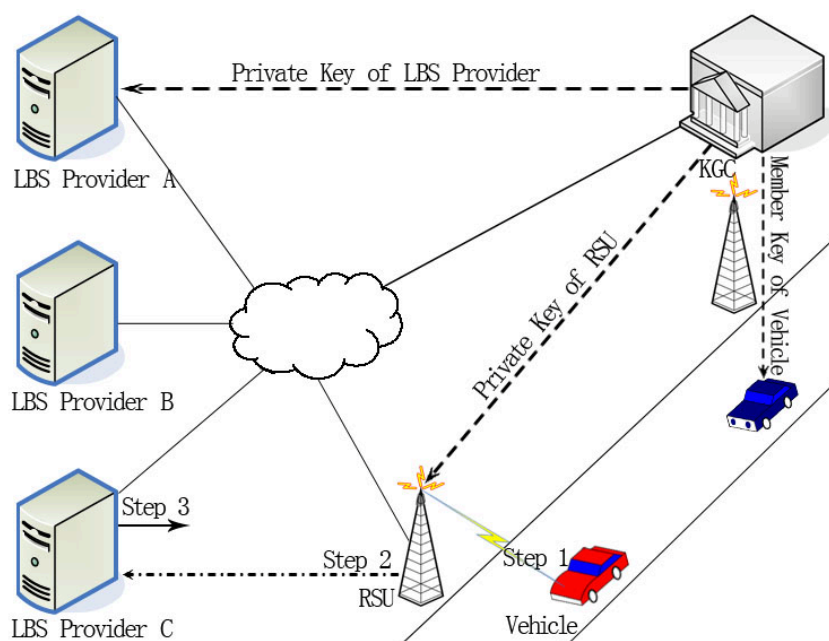 Private Key of LBS Provider
LBS Provider A
KGC
Member Key of Vehicle
Private Key of RSU
LBS Provider B
Step 3
Step 2
Step 1
RSU
LBS Provider C
Vehicle